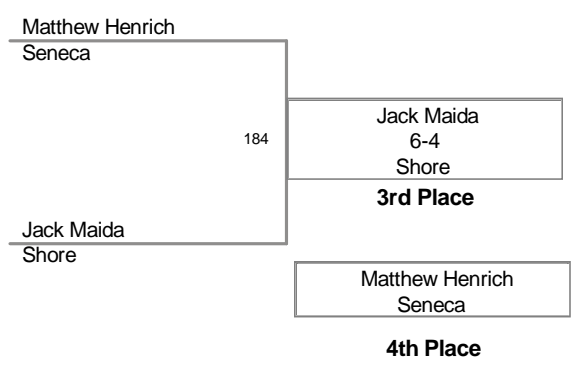 Matthew Henrich
Seneca
184
Jack Maida
6-4
Shore
3rd Place
Jack Maida
Shore
Matthew Henrich
Seneca
4th Place